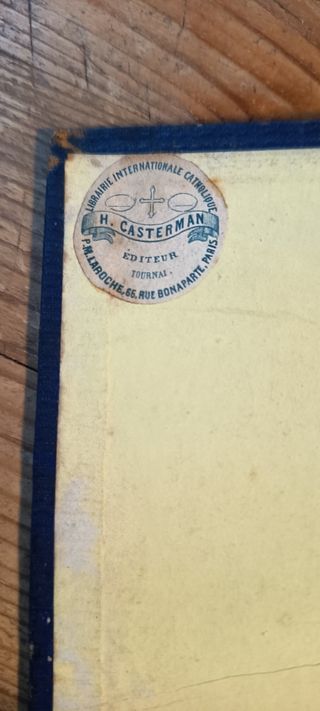 LIBRAIRIE INTERNATIONALE CATHOLIQUE
H. CASTERMAN
EDITEUR
TOURNAI
P.M. LAROCHE, 66, RUE BONAPARTE, PARIS